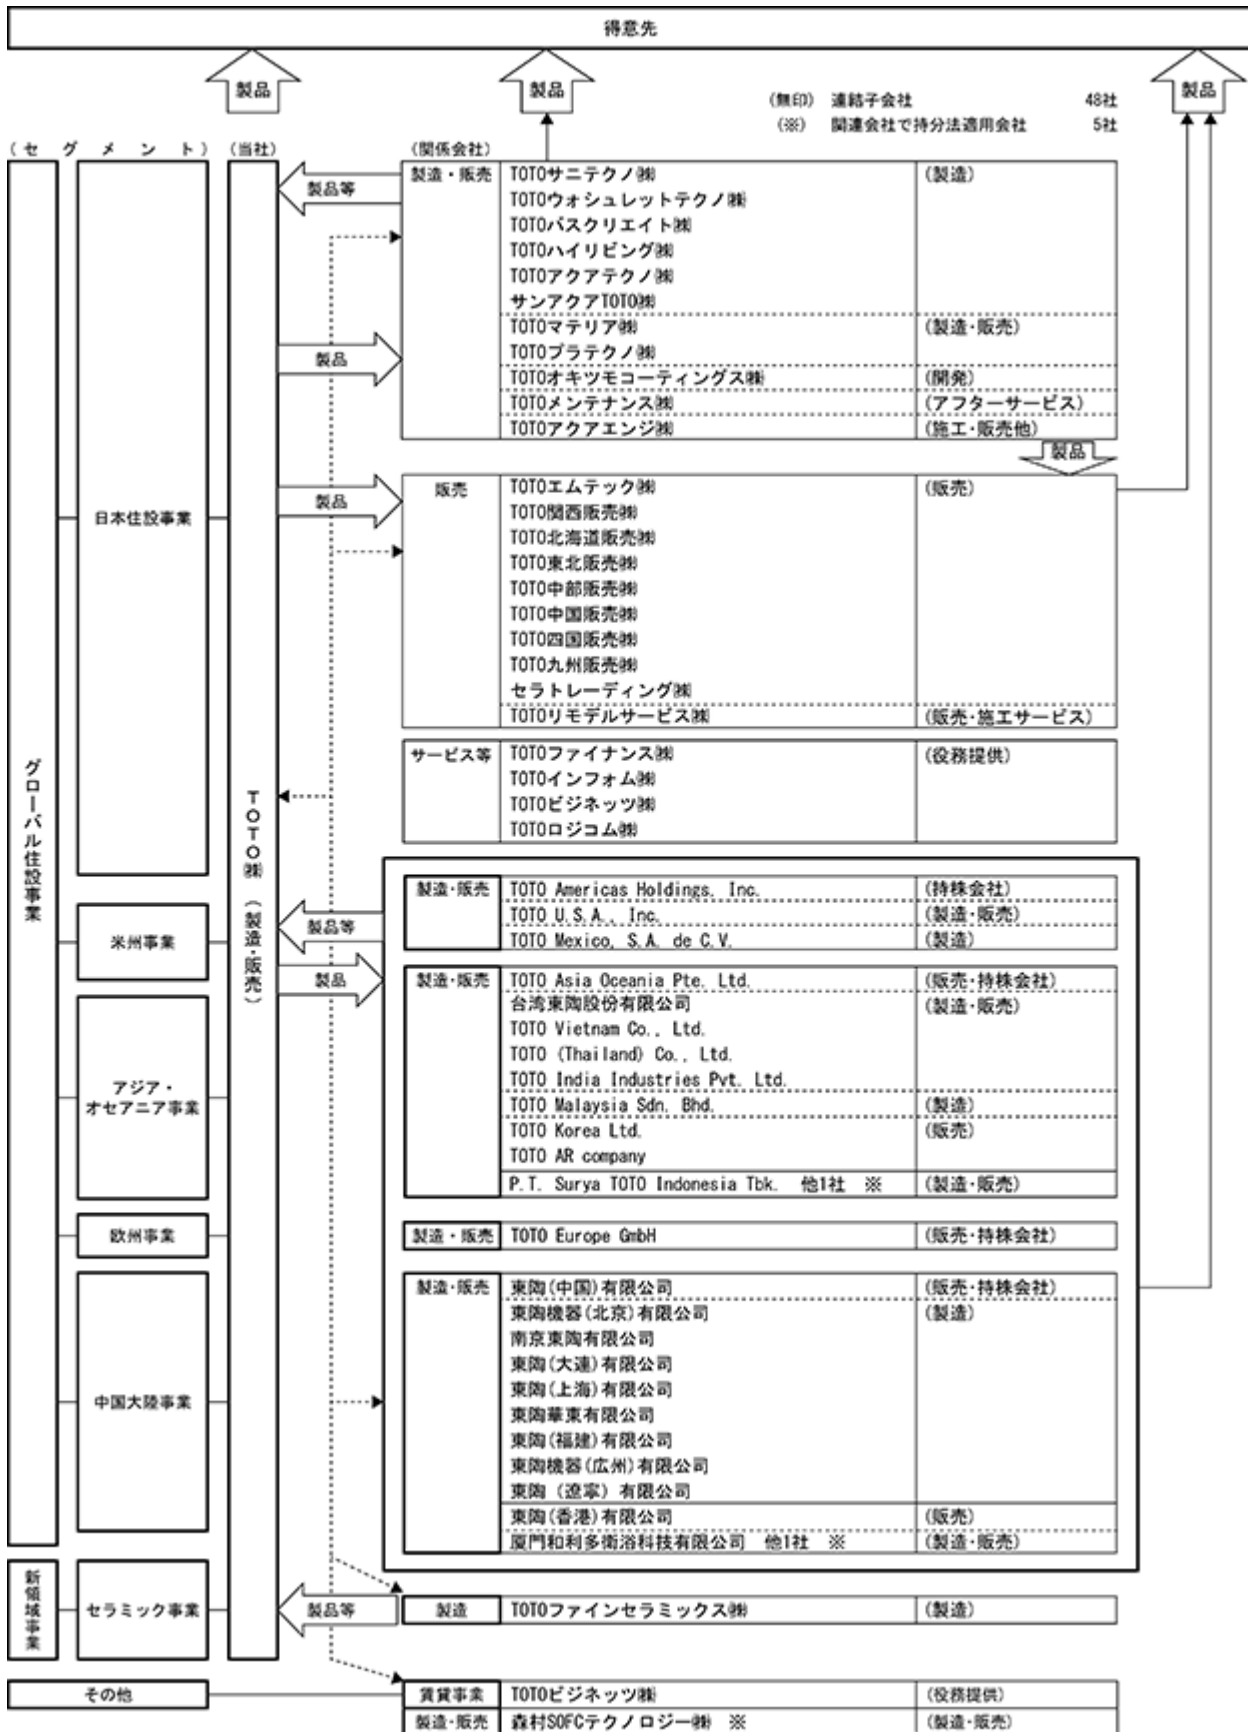 得意先
製品
製品
製品
(無印) 連結子会社 48社
(※) 関連会社で持分法適用会社 5社
(セグメント) (当社) (関係会社)
製造・販売 TOTOサニテクノ㈱ (製造)
製品等
TOTOウォシュレットテクノ㈱
TOTOバスクリエイト㈱
TOTOハイリビング㈱
TOTOアクアテクノ㈱
サンアクアTOTO㈱
TOTOマテリア㈱ (製造・販売)
製品
TOTOプラテクノ㈱
TOTOオキツモコーティングス㈱ (開発)
TOTOメンテナンス㈱ (アフターサービス)
TOTOアクアエンジ㈱ (施工・販売他)
製品
販売 TOTOエムテック㈱ (販売)
製品
TOTO関西販売㈱
日本住設事業
TOTO北海道販売㈱
TOTO東北販売㈱
TOTO中部販売㈱
TOTO中国販売㈱
TOTO四国販売㈱
TOTO九州販売㈱
セラトレーディング㈱
TOTOリモデルサービス㈱ (販売・施工サービス)
サービス等 TOTOファイナンス㈱ (役務提供)
TOTOインフォム㈱
TOTOビジネッツ㈱
TOTOロジコム㈱
グローバル住設事業
TOTO㈱ (製造・販売)
製造・販売 TOTO Americas Holdings, Inc. (持株会社)
TOTO U.S.A., Inc. (製造・販売)
製品等
米州事業
TOTO Mexico, S.A. de C.V. (製造)
製品
製造・販売 TOTO Asia Oceania Pte. Ltd. (販売・持株会社)
台湾東陶股份有限公司 (製造・販売)
TOTO Vietnam Co., Ltd.
TOTO (Thailand) Co., Ltd.
TOTO India Industries Pvt. Ltd.
アジア・
オセアニア事業
TOTO Malaysia Sdn. Bhd. (製造)
TOTO Korea Ltd. (販売)
TOTO AR company
P.T. Surya TOTO Indonesia Tbk. 他1社 ※ (製造・販売)
欧州事業
製造・販売 TOTO Europe GmbH (販売・持株会社)
製造・販売 東陶(中国)有限公司 (販売・持株会社)
東陶機器(北京)有限公司 (製造)
南京東陶有限公司
東陶(大連)有限公司
東陶(上海)有限公司
中国大陸事業
東陶華東有限公司
東陶(福建)有限公司
東陶機器(広州)有限公司
東陶(遼寧)有限公司
東陶(香港)有限公司 (販売)
厦門和利多衛浴科技有限公司 他1社 ※ (製造・販売)
新領域事業
セラミック事業
製品等
製造 TOTOファインセラミックス㈱ (製造)
その他
賃貸事業 TOTOビジネッツ㈱ (役務提供)
製造・販売 森村SOFCテクノロジー㈱ ※ (製造・販売)